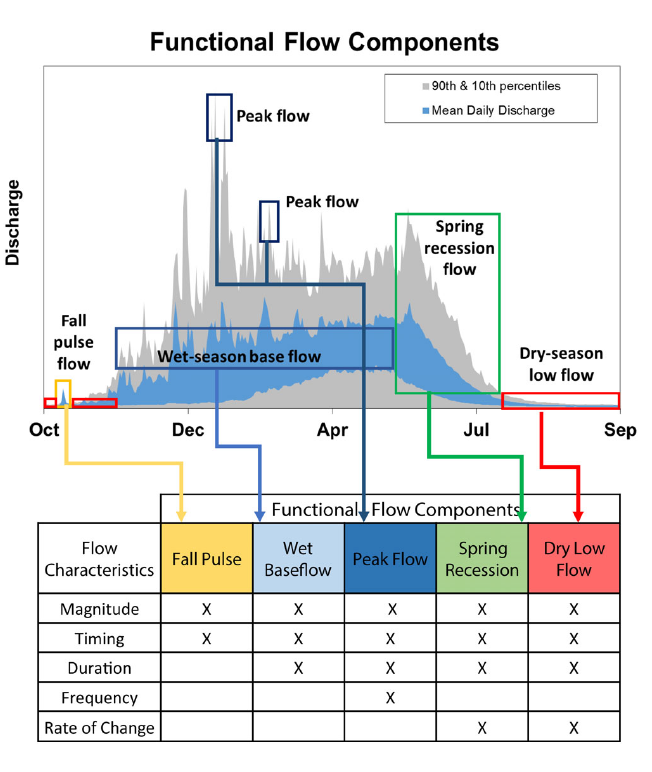 Functional Flow Components
90th & 10th percentiles
Mean Daily Discharge
Peak flow
Peak flow
Spring
recession
flow
Discharge
Fall
pulse
flow
Wet-season base flow
Dry-season
low flow
Oct Dec Apr Jul Sep
Functional Flow Components
Flow
Characteristics
Fall Pulse
Wet
Baseflow
Peak Flow
Spring
Recession
Dry Low
Flow
Magnitude X X X X X
Timing X X X X X
Duration X X X X
Frequency X
Rate of Change X X